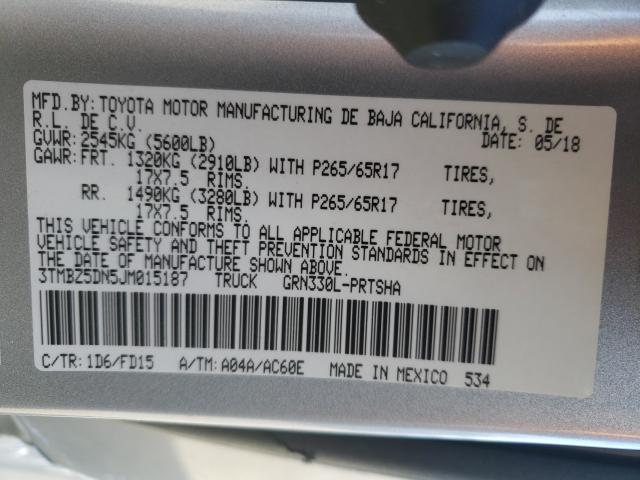 MFD.BY: TOYOTA MOTOR MANUFACTURING DE BAJA CALIFORNIA, S. DE
R.L. DE C.V. DATE: 05/18
GVWR: 2545KG (5600LB)
GAWR: FRT. 1320KG (2910LB) WITH P265/65R17 TIRES,
17X7.5 RIMS.
RR. 1490KG (3280LB) WITH P265/65R17 TIRES,
17X7.5 RIMS.
THIS VEHICLE CONFORMS TO ALL APPLICABLE FEDERAL MOTOR
VEHICLE SAFETY AND THEFT PREVENTION STANDARDS IN EFFECT ON
THE DATE OF MANUFACTURE SHOWN ABOVE.
3TMBZ5DN5JM015187 TRUCK GRN330L-PRTSHA
C/TR: 1D6/FD15 A/TM: A04A/AC60E MADE IN MEXICO 534